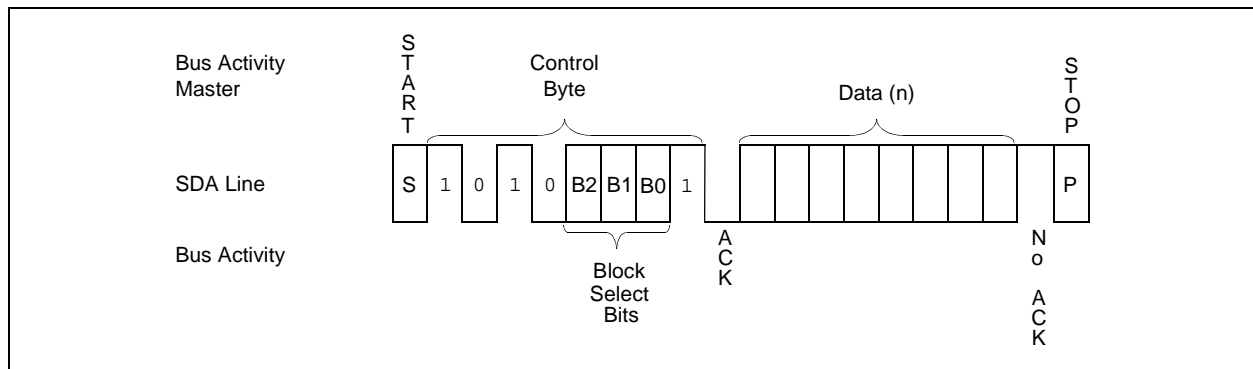 Bus Activity
Master
START
Control
Byte
Data (n)
STOP
SDA Line
S 1 0 1 0 B2 B1 B0 1 P
Bus Activity
ACK
No ACK
Block
Select
Bits